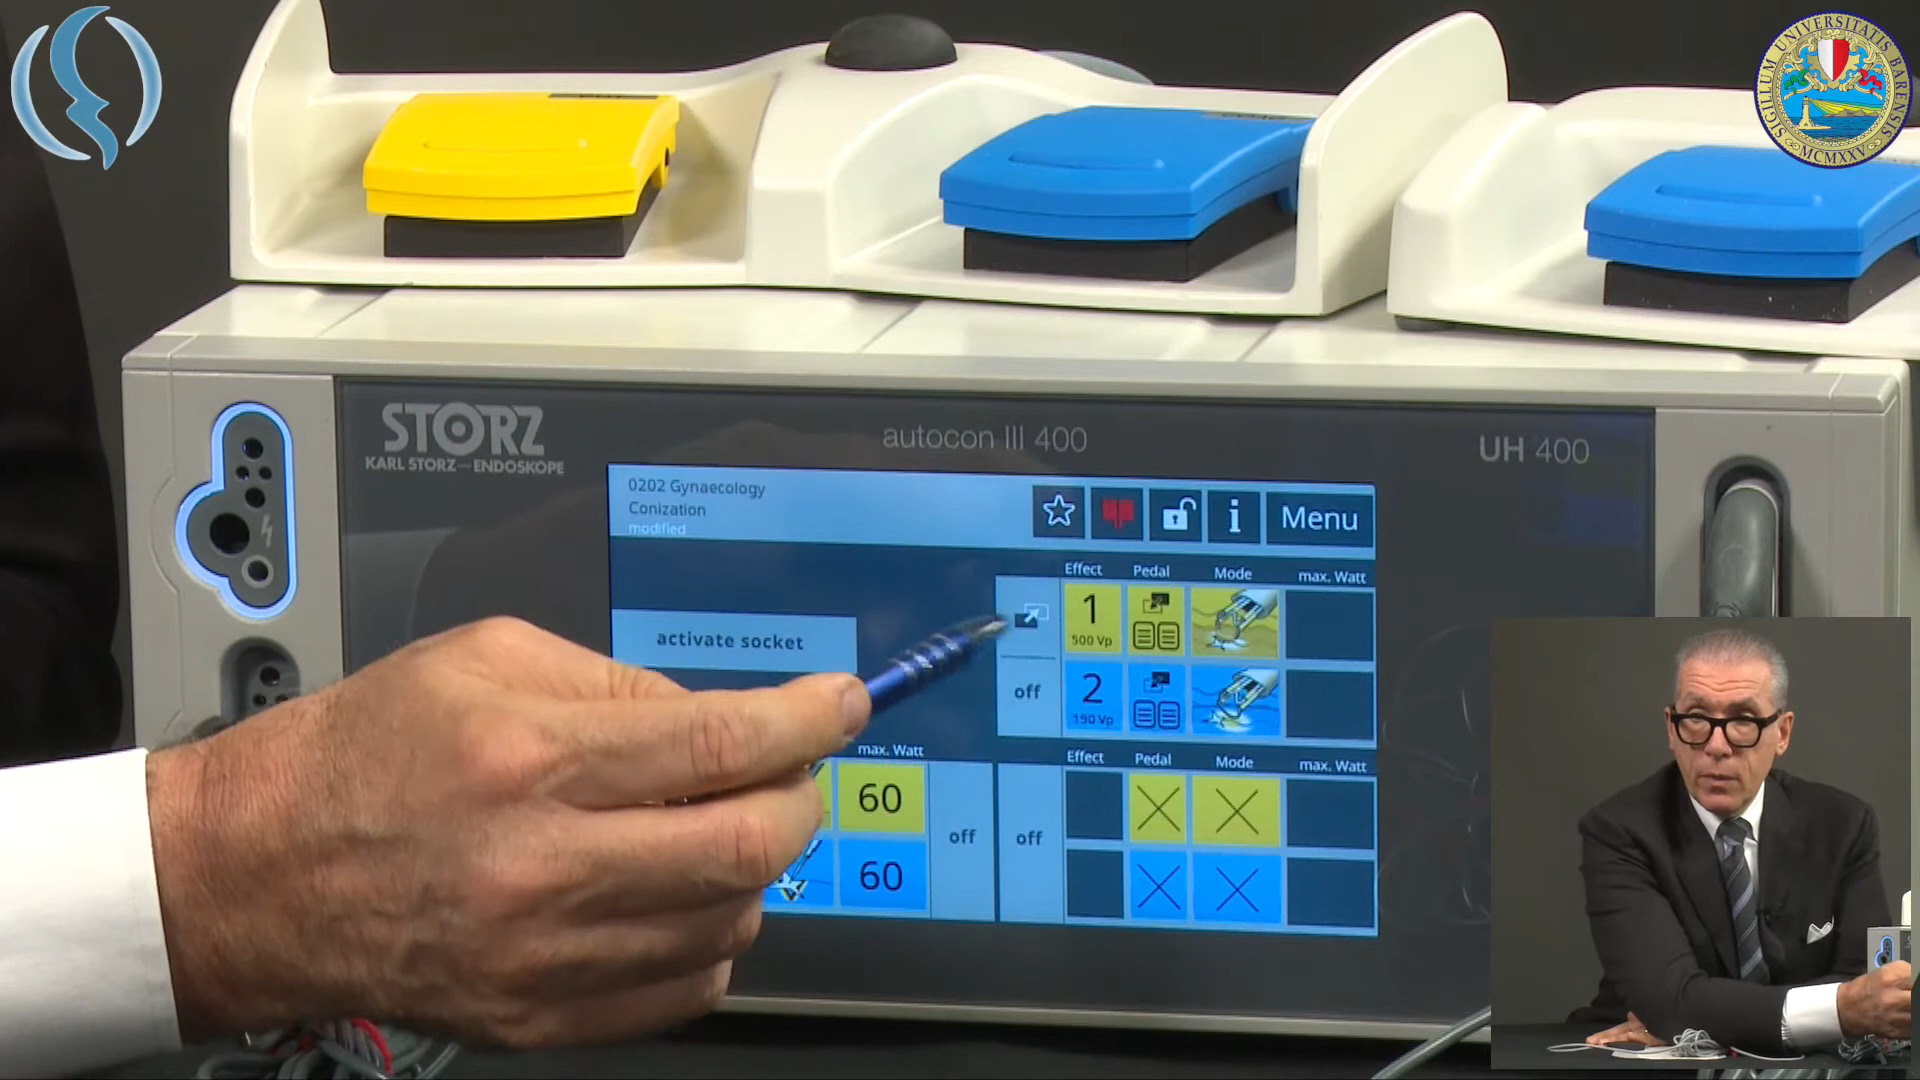 SIGILLUM UNIVERSITATIS BARENSIS
MCMXXV
STORZ
KARL STORZ — ENDOSKOPE
autocon III 400
UH 400
0202 Gynaecology
Conization
modified
i
Menu
Effect Pedal Mode max. Watt
1
500 Vp
activate socket
off
2
190 Vp
max. Watt
Effect Pedal Mode max. Watt
60
off
off
60